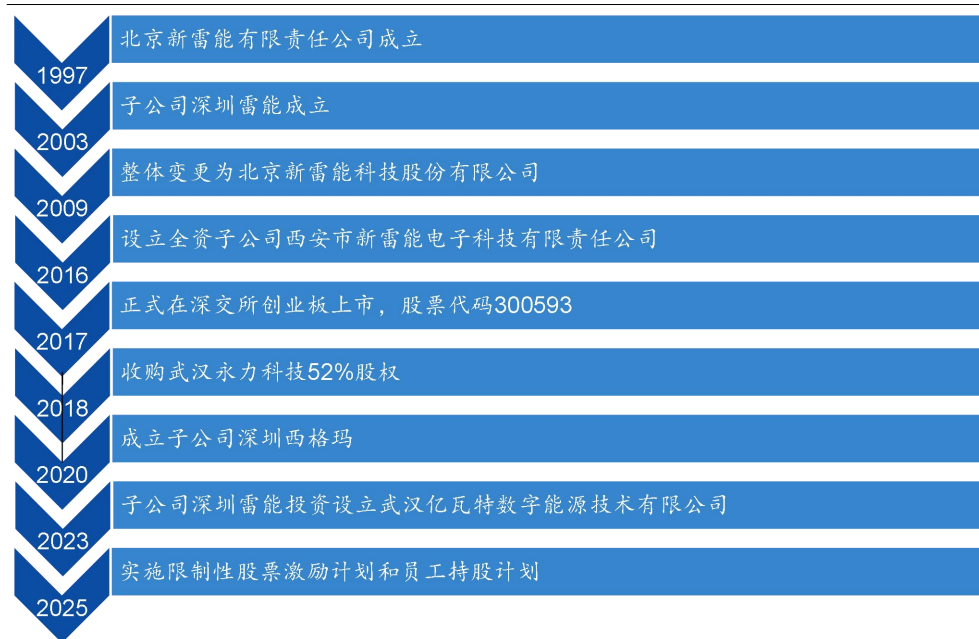 北京新雷能有限责任公司成立
1997
子公司深圳雷能成立
2003
整体变更为北京新雷能科技股份有限公司
2009
设立全资子公司西安市新雷能电子科技有限责任公司
2016
正式在深交所创业板上市，股票代码300593
2017
收购武汉永力科技52%股权
2018
成立子公司深圳西格玛
2020
子公司深圳雷能投资设立武汉亿瓦特数字能源技术有限公司
2023
实施限制性股票激励计划和员工持股计划
2025